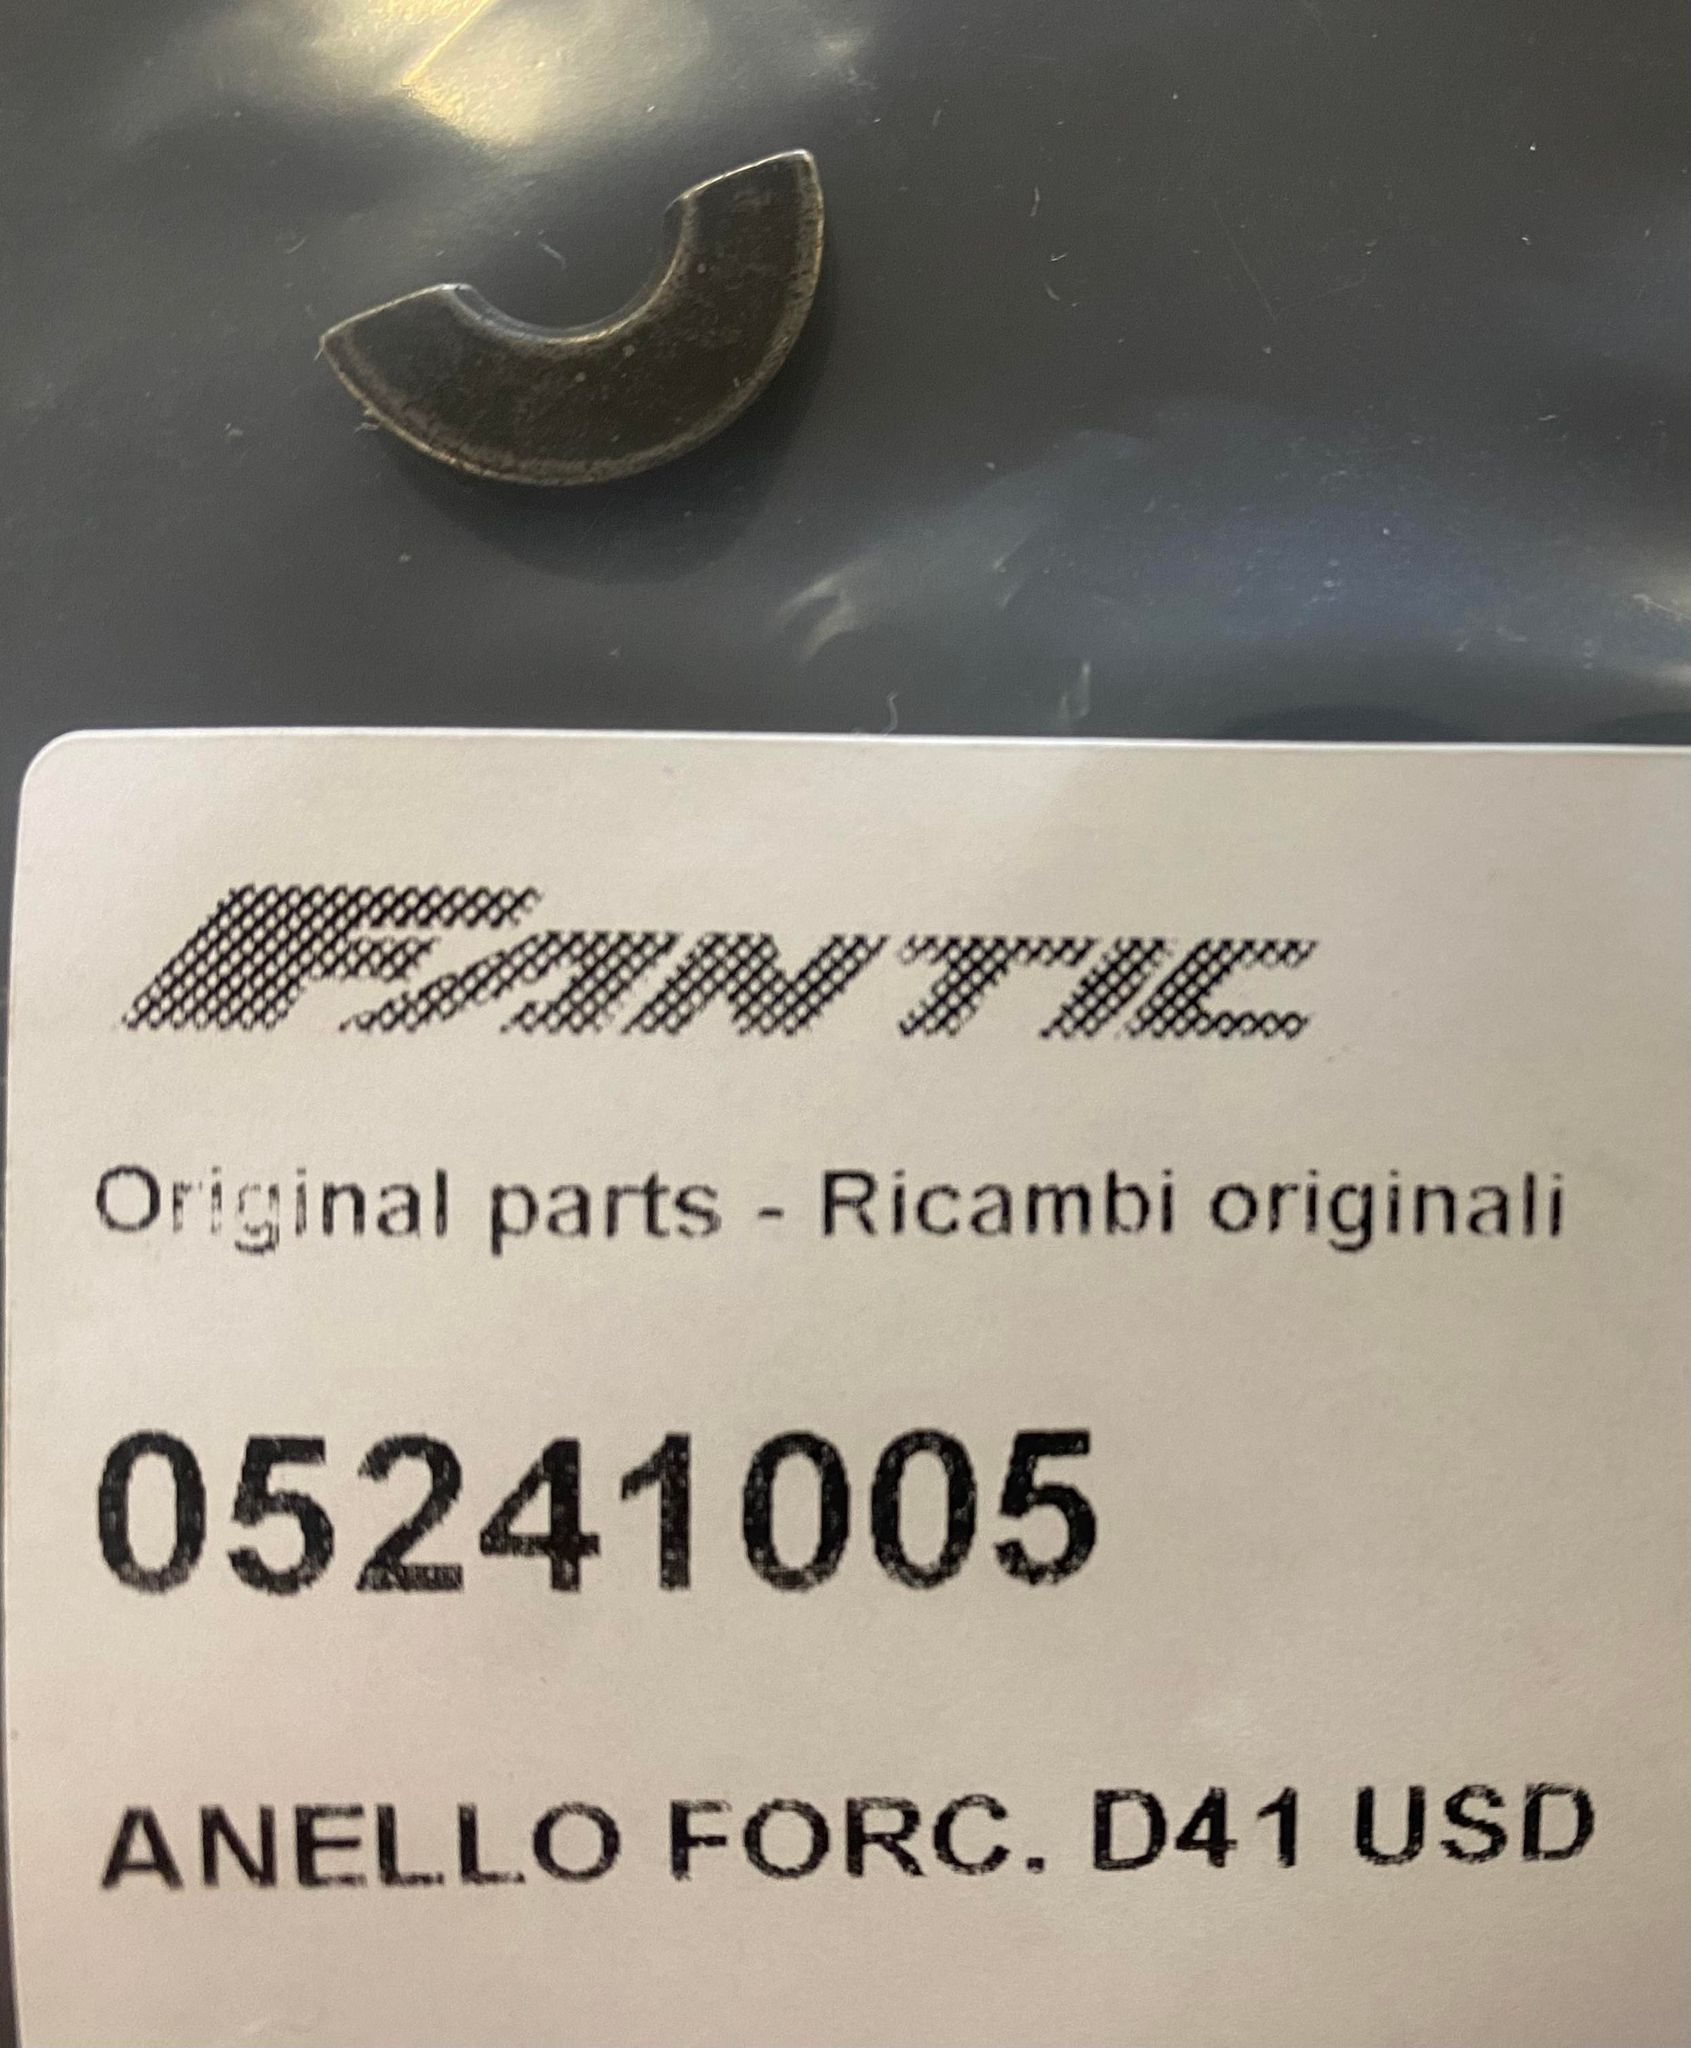 FANTIC
Original parts - Ricambi originali
05241005
ANELLO FORC. D41 USD